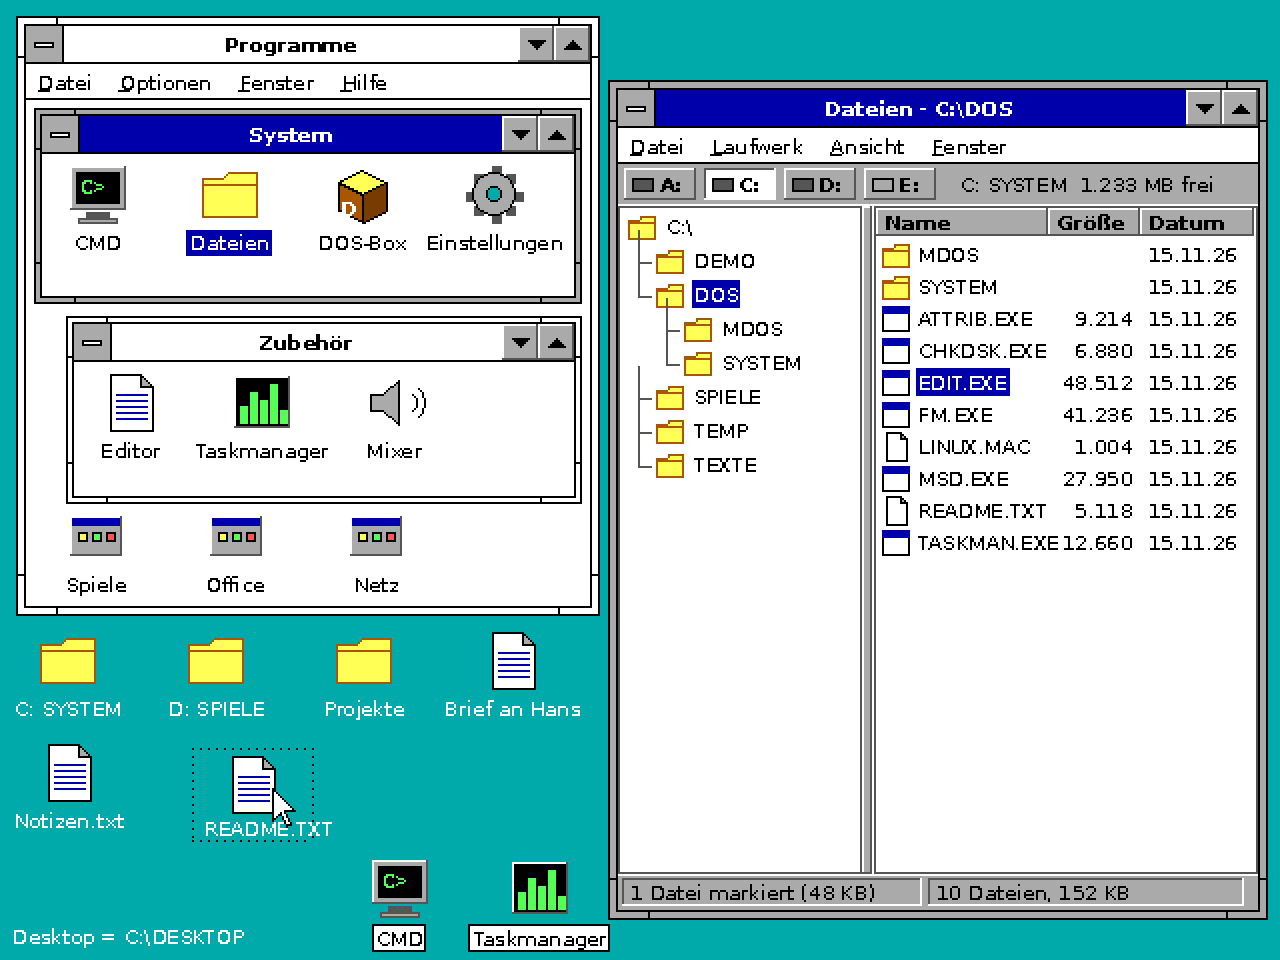 Programme
Datei Optionen Fenster Hilfe
System
C>
D
CMD Dateien DOS-Box Einstellungen
Zubehör
Editor Taskmanager Mixer
Spiele Office Netz
C: SYSTEM D: SPIELE Projekte Brief an Hans
Notizen.txt README.TXT
C>
CMD Taskmanager
Desktop = C:\DESKTOP
Dateien - C:\DOS
Datei Laufwerk Ansicht Fenster
A: C: D: E: C: SYSTEM 1.233 MB frei
C:\
DEMO
DOS
MDOS
SYSTEM
SPIELE
TEMP
TEXTE
Name Größe Datum
MDOS 15.11.26
SYSTEM 15.11.26
ATTRIB.EXE 9.214 15.11.26
CHKDSK.EXE 6.880 15.11.26
EDIT.EXE 48.512 15.11.26
FM.EXE 41.236 15.11.26
LINUX.MAC 1.004 15.11.26
MSD.EXE 27.950 15.11.26
README.TXT 5.118 15.11.26
TASKMAN.EXE 12.660 15.11.26
1 Datei markiert (48 KB) 10 Dateien, 152 KB